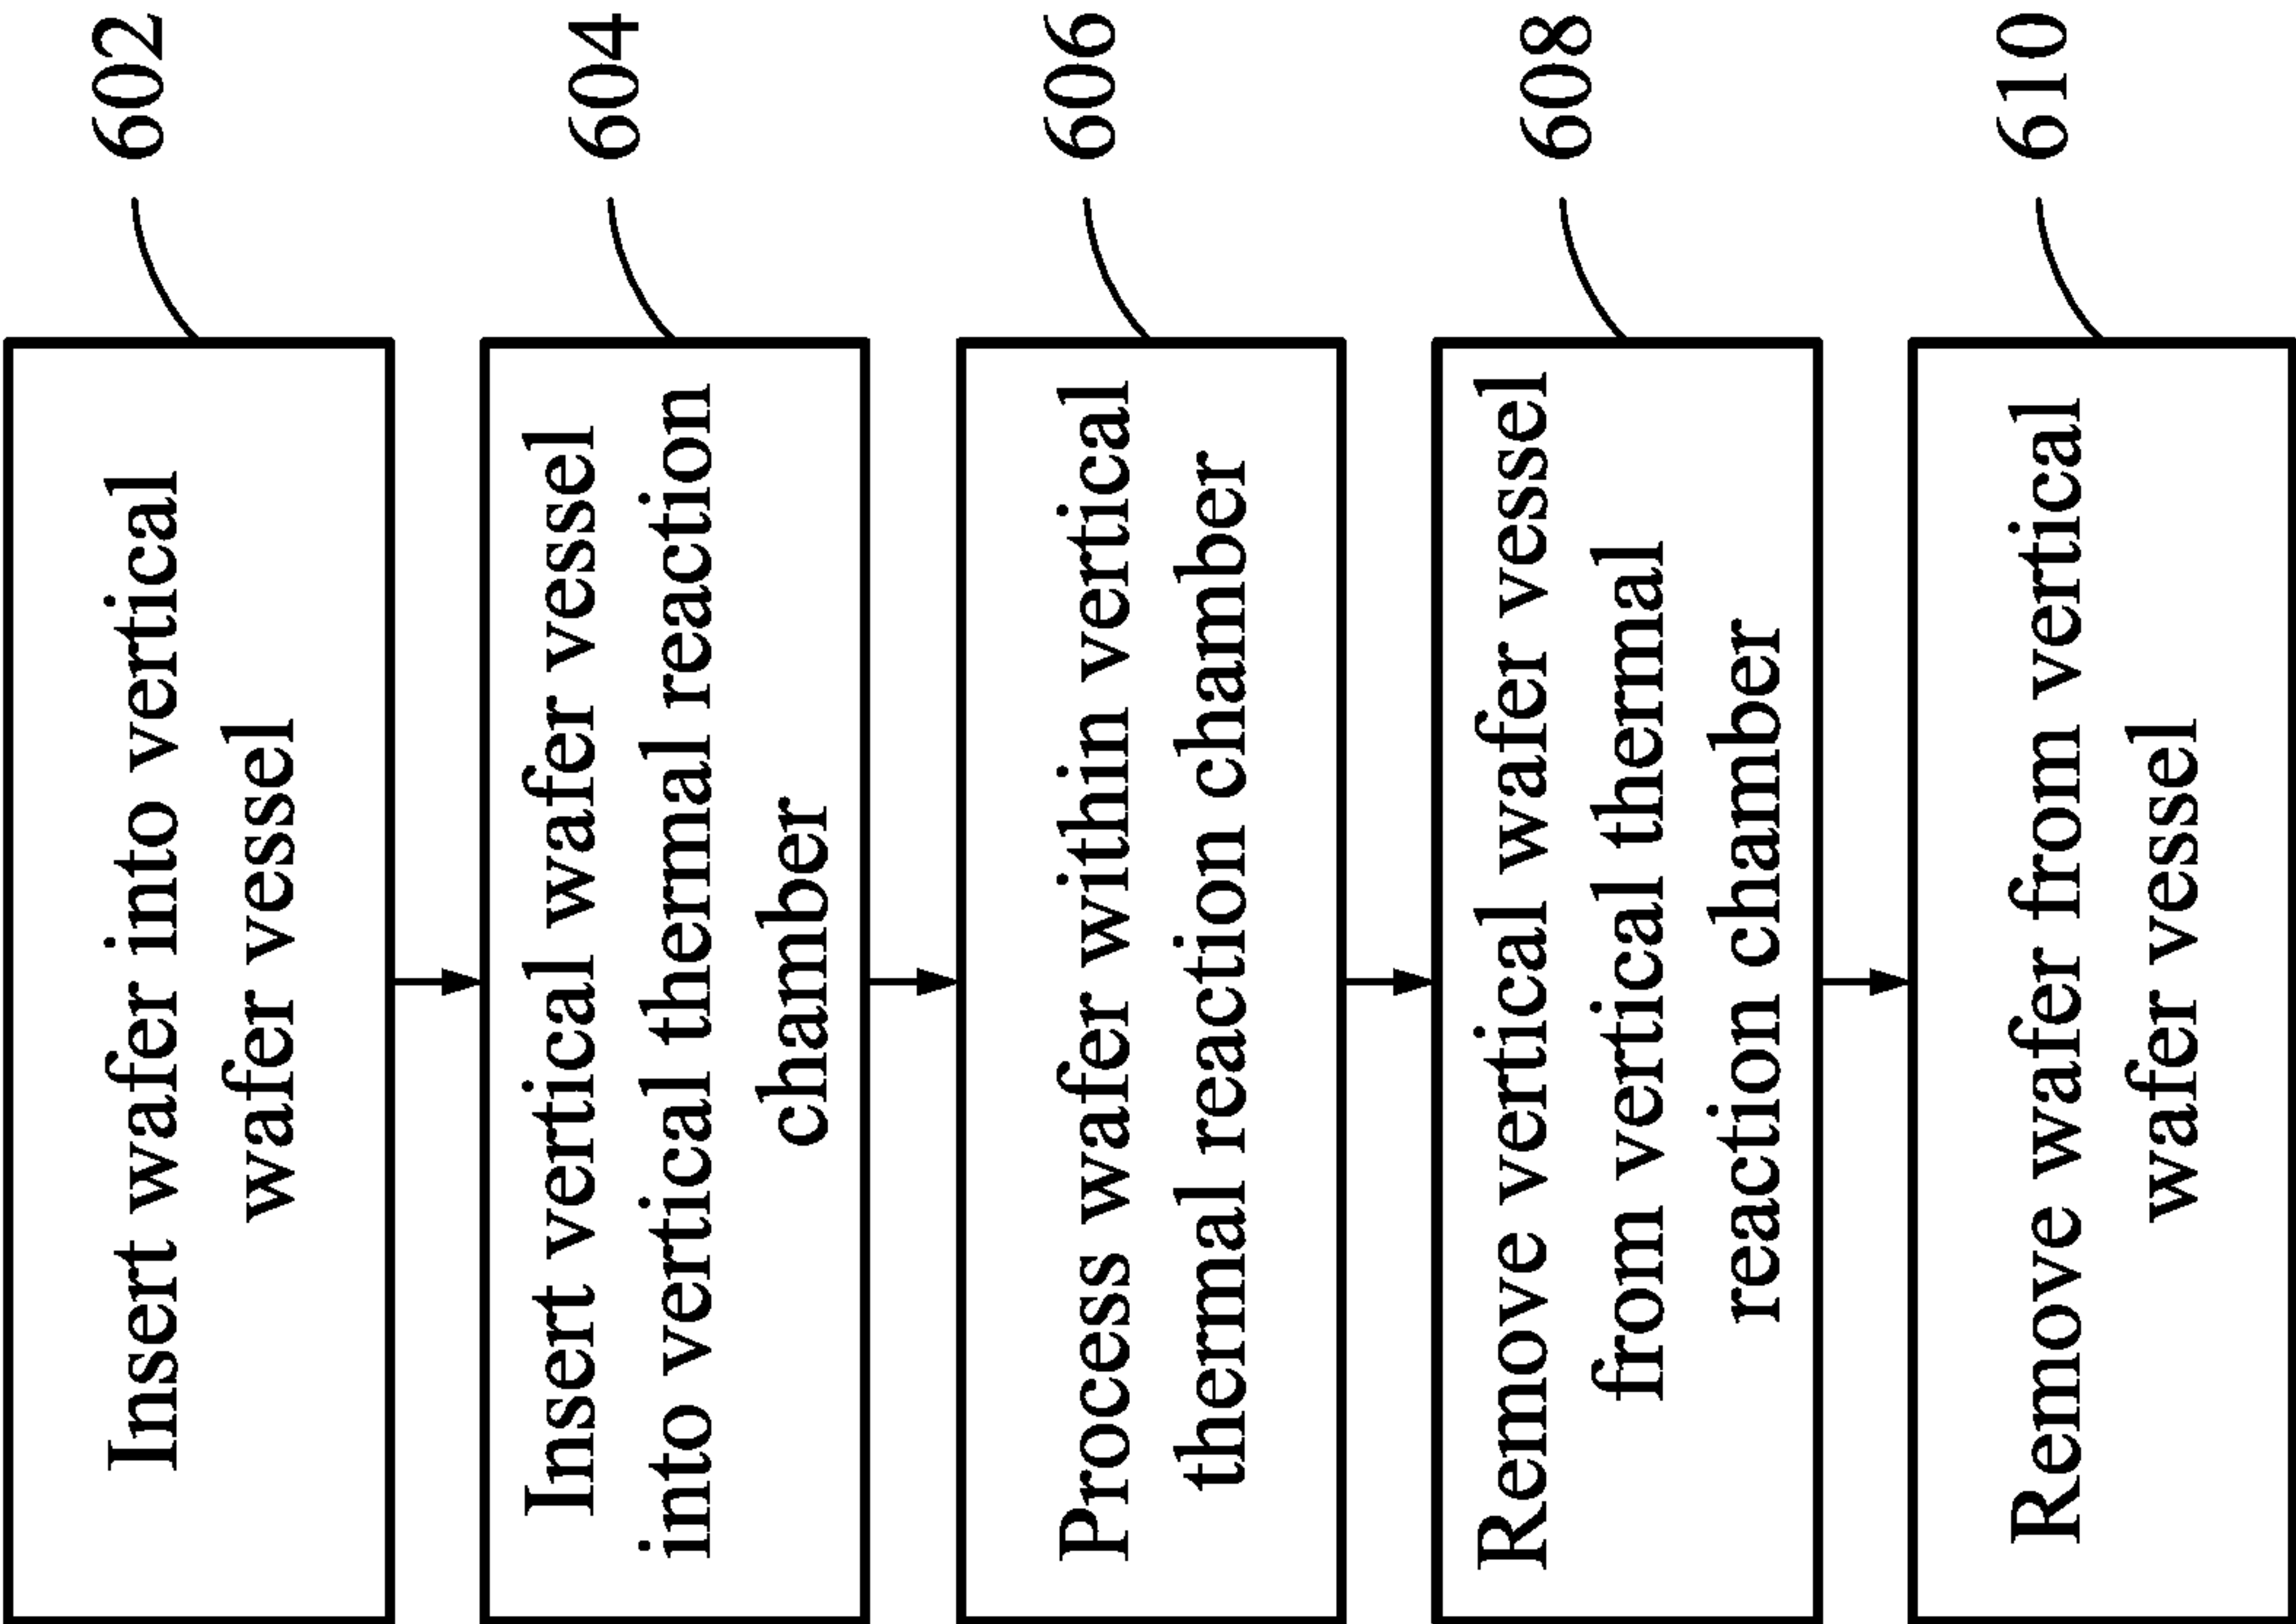 Insert wafer into vertical
wafer vessel
602
Insert vertical wafer vessel
into vertical thermal reaction
chamber
604
Process wafer within vertical
thermal reaction chamber
606
Remove vertical wafer vessel
from vertical thermal
reaction chamber
608
Remove wafer from vertical
wafer vessel
610